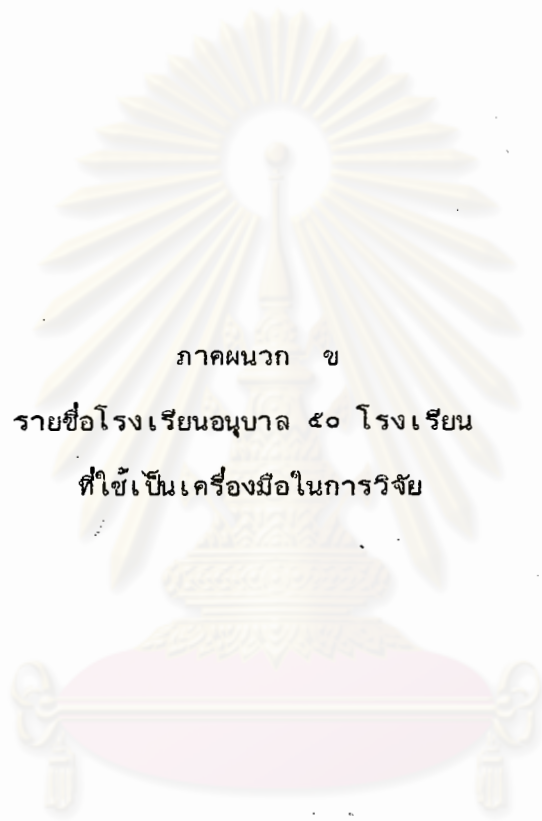 ภาคผนวก ข
รายชื่อโรงเรียนอนุบาล ๕๐ โรงเรียน
ที่ใช้เป็นเครื่องมือในการวิจัย